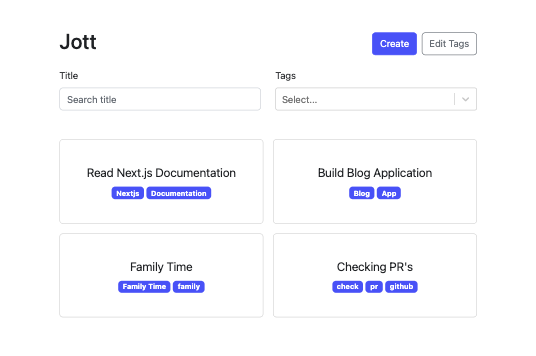 Jott
Create Edit Tags
Title Tags
Search title Select...
Read Next.js Documentation
Nextjs Documentation
Build Blog Application
Blog App
Family Time
Family Time family
Checking PR's
check pr github